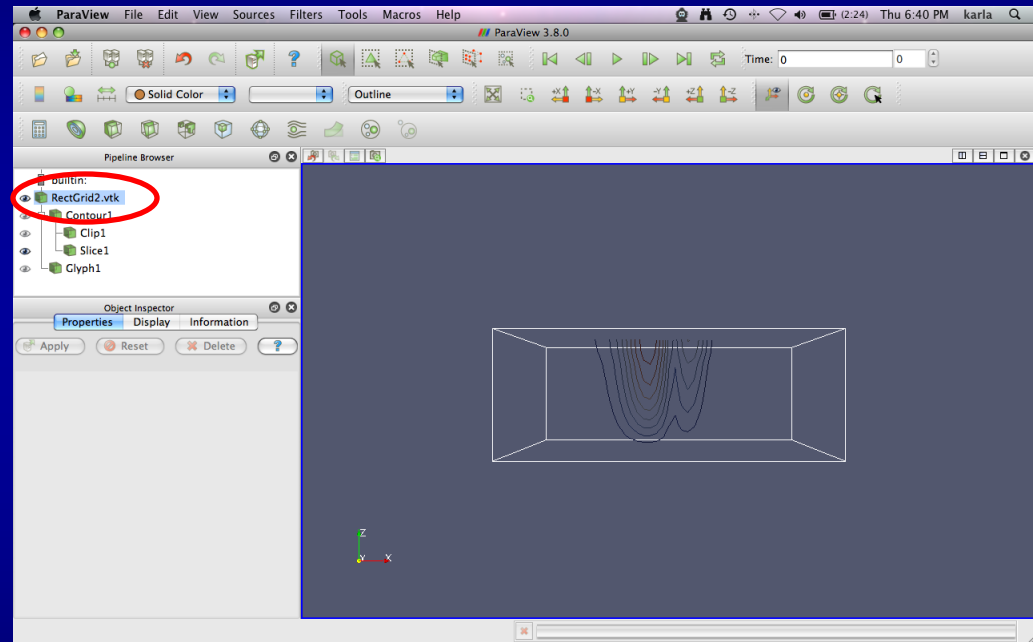 ParaView File Edit View Sources Filters Tools Macros Help (2:24) Thu 6:40 PM karla
ParaView 3.8.0
Time: 0 0
Solid Color Outline +X -X +Y -Y +Z -Z
Pipeline Browser
builtin:
RectGrid2.vtk
Contour1
Clip1
Slice1
Glyph1
Object Inspector
Properties Display Information
Apply Reset Delete ?
Z
Y X